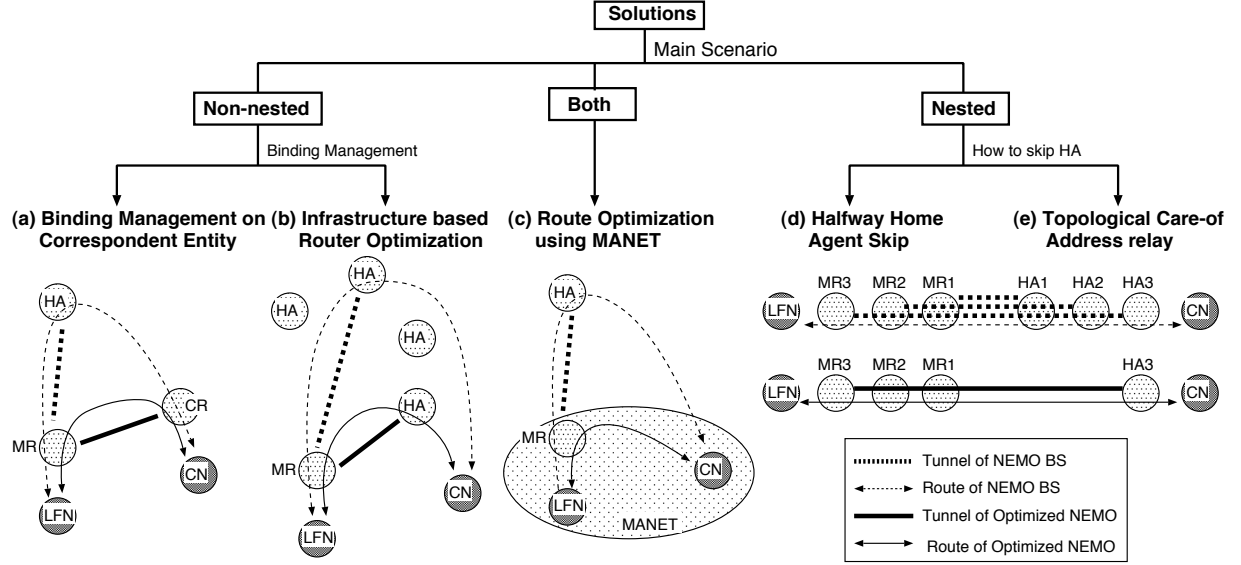 Solutions
Main Scenario
Non-nested
Both
Nested
Binding Management
How to skip HA
(a) Binding Management on
Correspondent Entity
(b) Infrastructure based
Router Optimization
(c) Route Optimization
using MANET
(d) Halfway Home
Agent Skip
(e) Topological Care-of
Address relay
HA
CR
MR
CN
LFN
HA
HA
HA
HA
MR
CN
LFN
HA
MR
CN
LFN
MANET
MR3 MR2 MR1 HA1 HA2 HA3
LFN CN
MR3 MR2 MR1 HA3
LFN CN
Tunnel of NEMO BS
Route of NEMO BS
Tunnel of Optimized NEMO
Route of Optimized NEMO